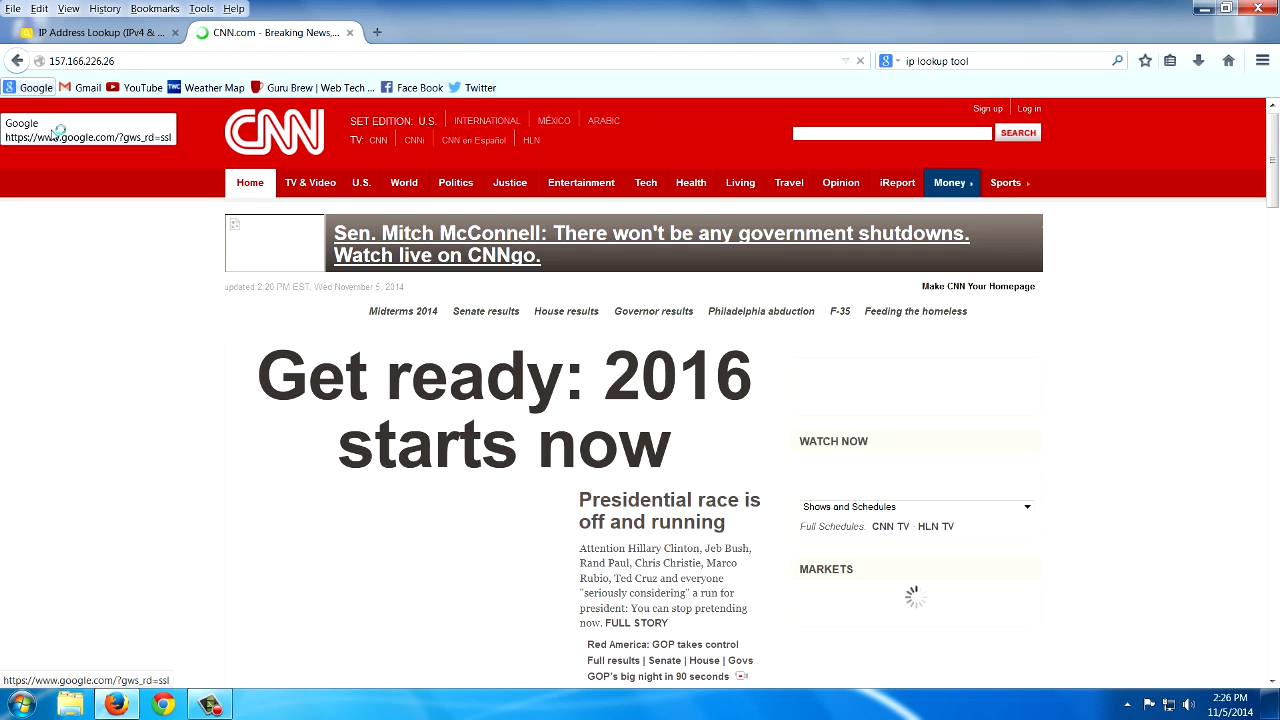 File Edit View History Bookmarks Tools Help
IP Address Lookup (IPv4 & ...
CNN.com - Breaking News,...
157.166.226.26
ip lookup tool
Google Gmail YouTube Weather Map Guru Brew | Web Tech ... Face Book Twitter
Google
https://www.google.com/?gws_rd=ssl
CNN
SET EDITION: U.S. INTERNATIONAL MÉXICO ARABIC
TV: CNN CNNi CNN en Español HLN
Sign up Log in
SEARCH
Home TV & Video U.S. World Politics Justice Entertainment Tech Health Living Travel Opinion iReport Money Sports
Sen. Mitch McConnell: There won't be any government shutdowns.
Watch live on CNNgo.
updated 2:20 PM EST, Wed November 5, 2014
Make CNN Your Homepage
Midterms 2014 Senate results House results Governor results Philadelphia abduction F-35 Feeding the homeless
Get ready: 2016
starts now
Presidential race is
off and running
Attention Hillary Clinton, Jeb Bush,
Rand Paul, Chris Christie, Marco
Rubio, Ted Cruz and everyone
"seriously considering" a run for
president: You can stop pretending
now. FULL STORY
Red America: GOP takes control
Full results | Senate | House | Govs
GOP's big night in 90 seconds
WATCH NOW
Shows and Schedules
Full Schedules: CNN TV · HLN TV
MARKETS
https://www.google.com/?gws_rd=ssl
2:26 PM
11/5/2014